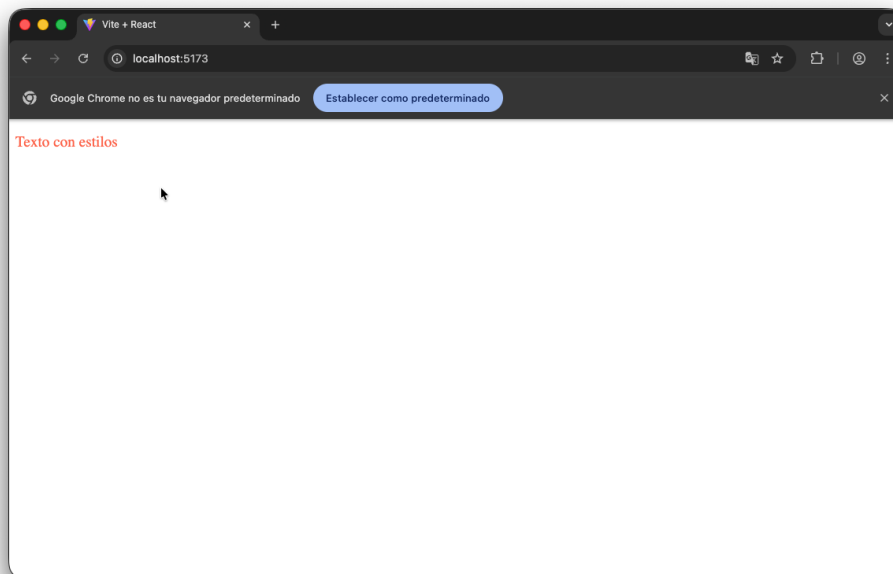 Vite + React
localhost:5173
Google Chrome no es tu navegador predeterminado
Establecer como predeterminado
Texto con estilos